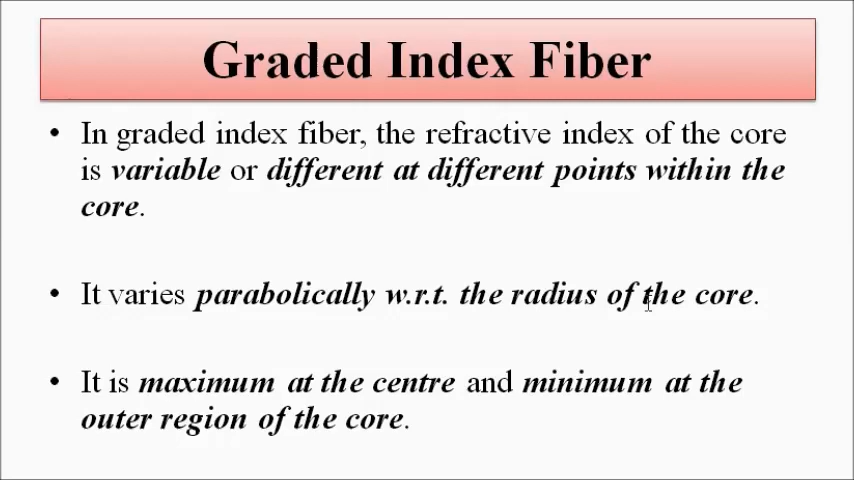 Graded Index Fiber
• In graded index fiber, the refractive index of the core
is variable or different at different points within the
core.
• It varies parabolically w.r.t. the radius of the core.
• It is maximum at the centre and minimum at the
outer region of the core.